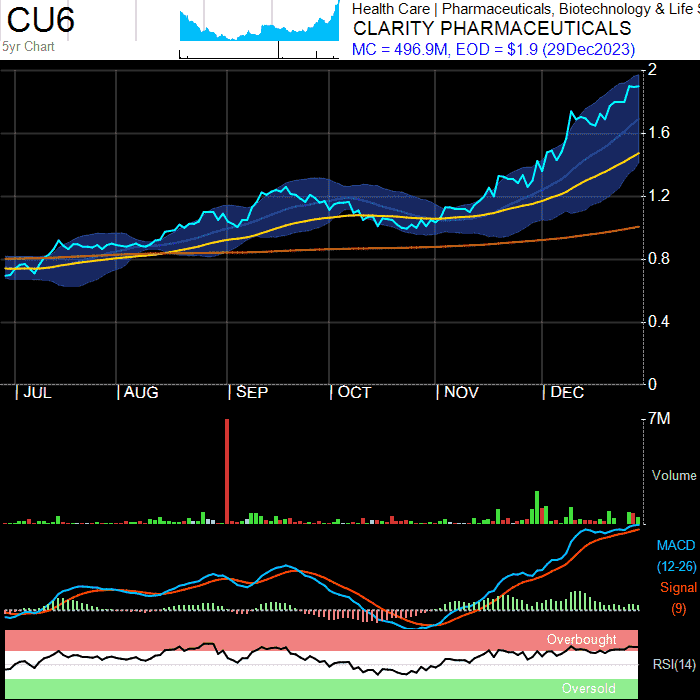 CU6
5yr Chart
Health Care | Pharmaceuticals, Biotechnology & Life S
CLARITY PHARMACEUTICALS
MC = 496.9M, EOD = $1.9 (29Dec2023)
2
1.6
1.2
0.8
0.4
0
| JUL | AUG | SEP | OCT | NOV | DEC
7M
Volume
MACD
(12-26)
Signal
(9)
Overbought
RSI(14)
Oversold